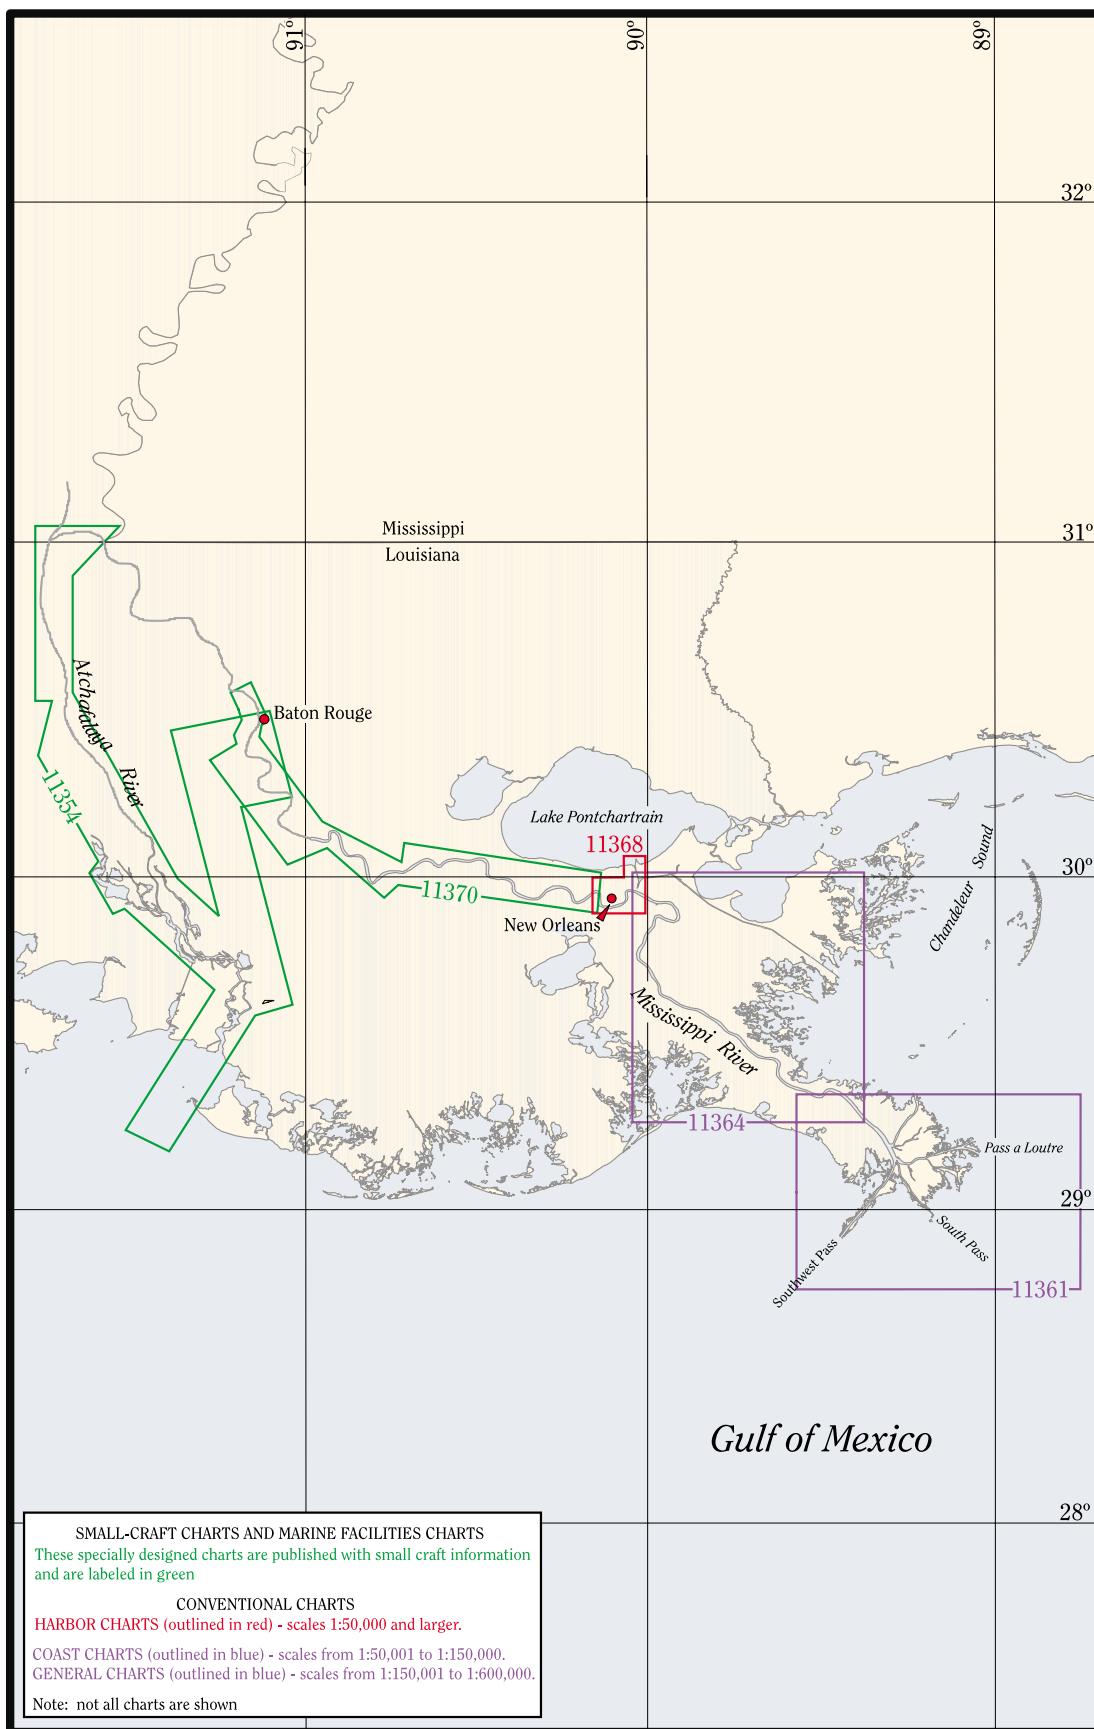 91°
90°
89°
32°
31°
Mississippi
Louisiana
Atchafalaya
River
Baton Rouge
11354
Lake Pontchartrain
11368
30°
11370
New Orleans
Chandeleur Sound
Mississippi River
11364
Pass a Loutre
29°
South Pass
Southwest Pass
11361
Gulf of Mexico
28°
SMALL-CRAFT CHARTS AND MARINE FACILITIES CHARTS
These specially designed charts are published with small craft information
and are labeled in green
CONVENTIONAL CHARTS
HARBOR CHARTS (outlined in red) - scales 1:50,000 and larger.
COAST CHARTS (outlined in blue) - scales from 1:50,001 to 1:150,000.
GENERAL CHARTS (outlined in blue) - scales from 1:150,001 to 1:600,000.
Note: not all charts are shown